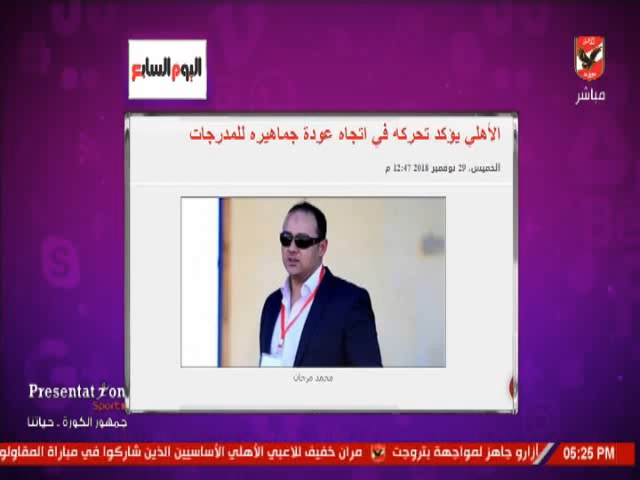 اليوم السابع
مباشر
الأهلي يؤكد تحركه في اتجاه عودة جماهيره للمدرجات
الخميس، 29 نوفمبر 2018 12:47 م
محمد مرجان
Presentation
Sports
جمهور الكورة - حياتنا
أزارو جاهز لمواجهة بتروجت
مران خفيف للاعبي الأهلي الأساسيين الذين شاركوا في مباراة المقاولو
05:25 PM